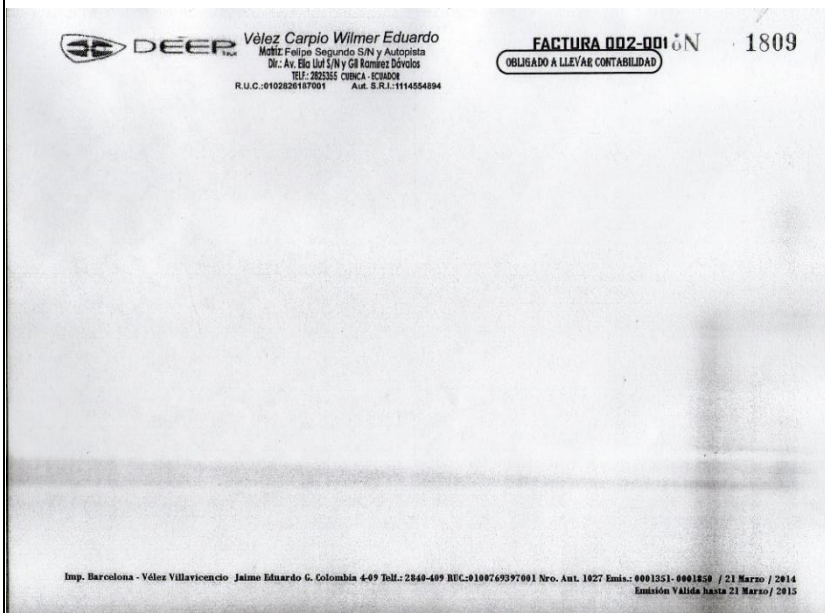 DEEP
Vèlez Carpio Wilmer Eduardo
Matriz Felipe Segundo S/N y Autopista
Dir.: Av. Elia Liut S/N y Gil Ramírez Dávalos
TELF.: 2825355 CUENCA - ECUADOR
R.U.C.:0102826187001 Aut. S.R.I.:1114554894
FACTURA 002-001 òN 1809
OBLIGADO A LLEVAR CONTABILIDAD
Imp. Barcelona - Vélez Villavicencio Jaime Eduardo G. Colombia 4-09 Telf.: 2840-409 RUC.:0100769397001 Nro. Aut. 1027 Emis.: 0001351- 0001850 / 21 Marzo / 2014
Emisión Válida hasta 21 Marzo / 2015